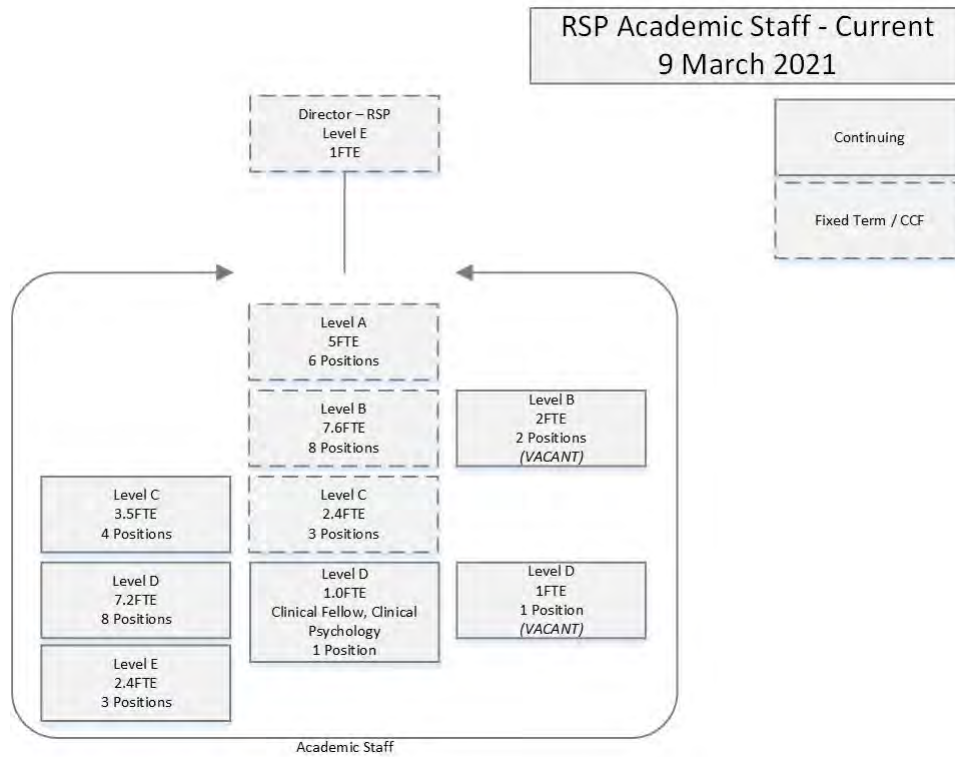 RSP Academic Staff - Current
9 March 2021
Director – RSP
Level E
1FTE
Continuing
Fixed Term / CCF
Level A
5FTE
6 Positions
Level B
7.6FTE
8 Positions
Level B
2FTE
2 Positions
(VACANT)
Level C
3.5FTE
4 Positions
Level C
2.4FTE
3 Positions
Level D
7.2FTE
8 Positions
Level D
1.0FTE
Clinical Fellow, Clinical
Psychology
1 Position
Level D
1FTE
1 Position
(VACANT)
Level E
2.4FTE
3 Positions
Academic Staff